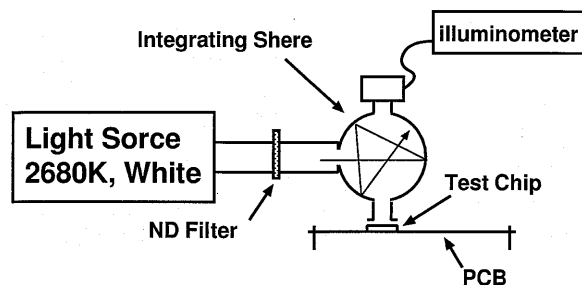 Integrating Shere
illuminometer
Light Sorce
2680K, White
ND Filter
Test Chip
PCB